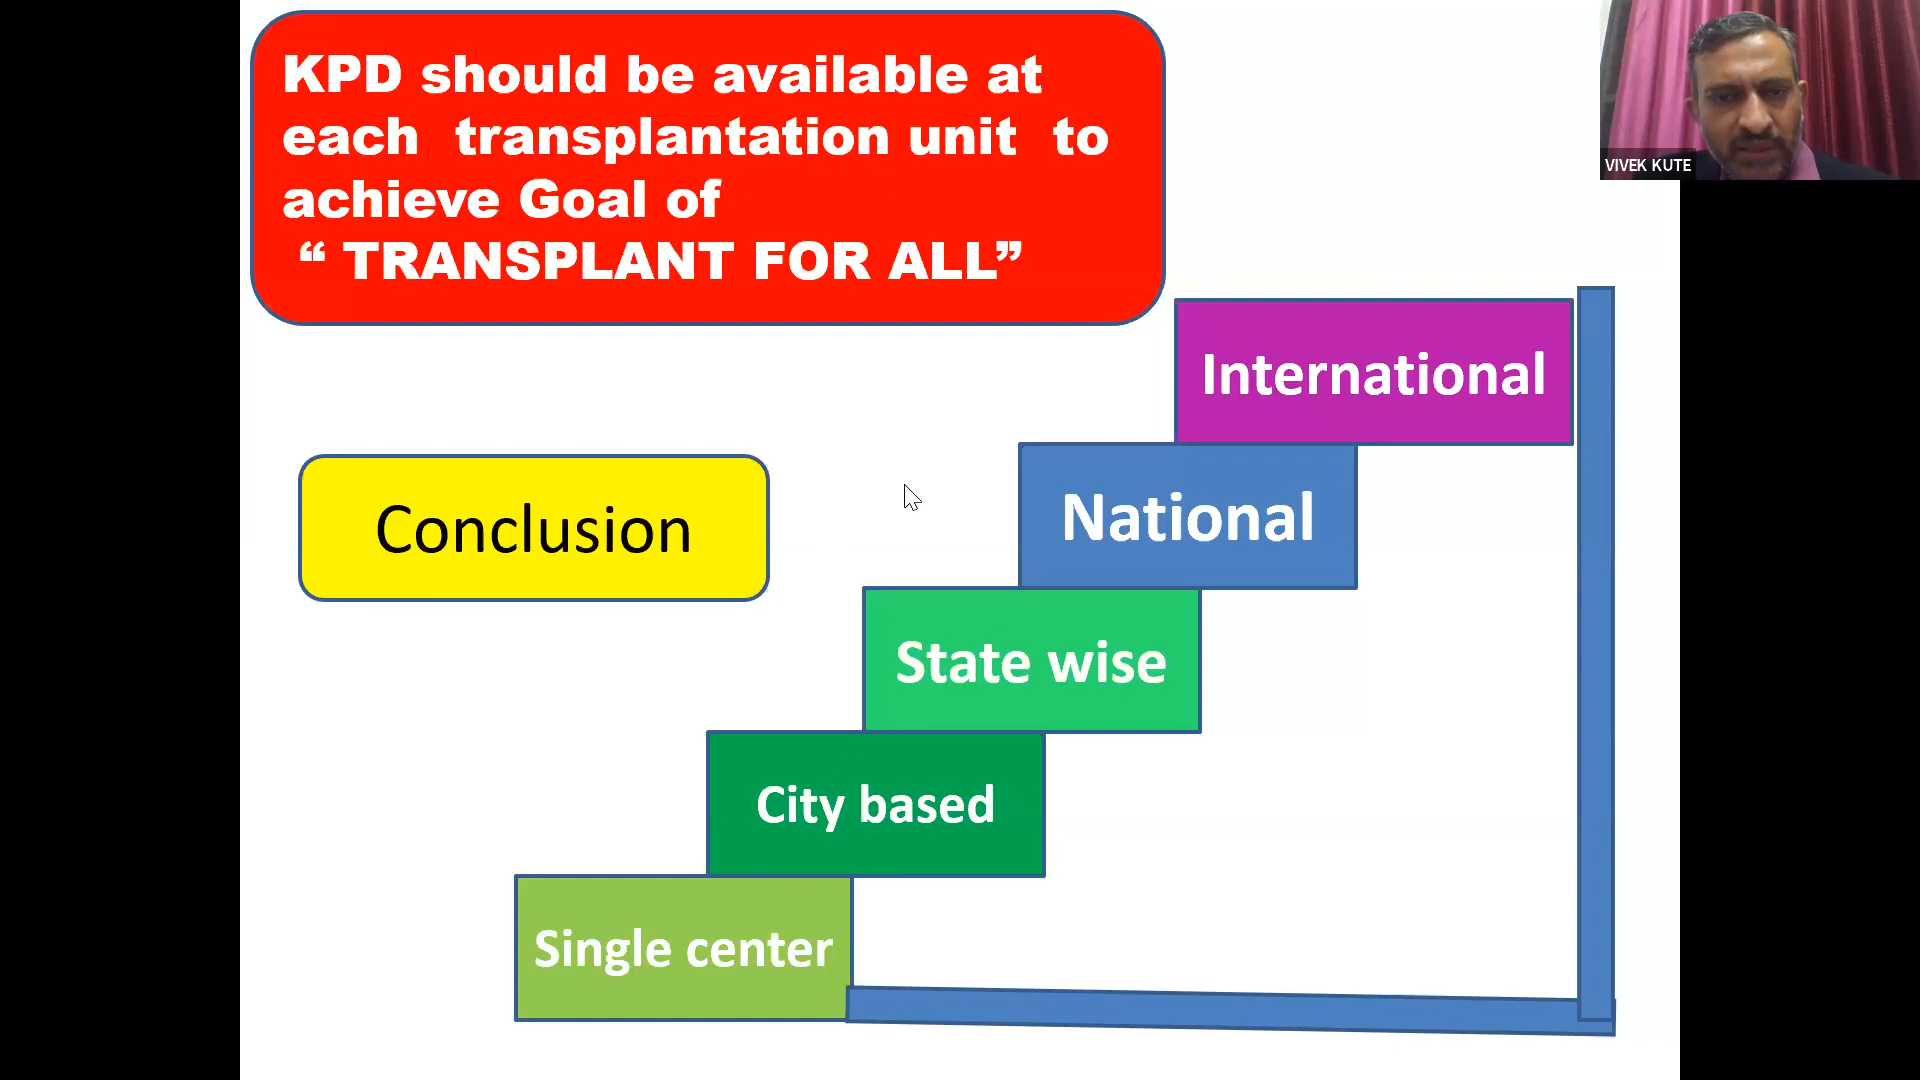 KPD should be available at
each transplantation unit to
achieve Goal of
“ TRANSPLANT FOR ALL”
VIVEK KUTE
International
National
Conclusion
State wise
City based
Single center